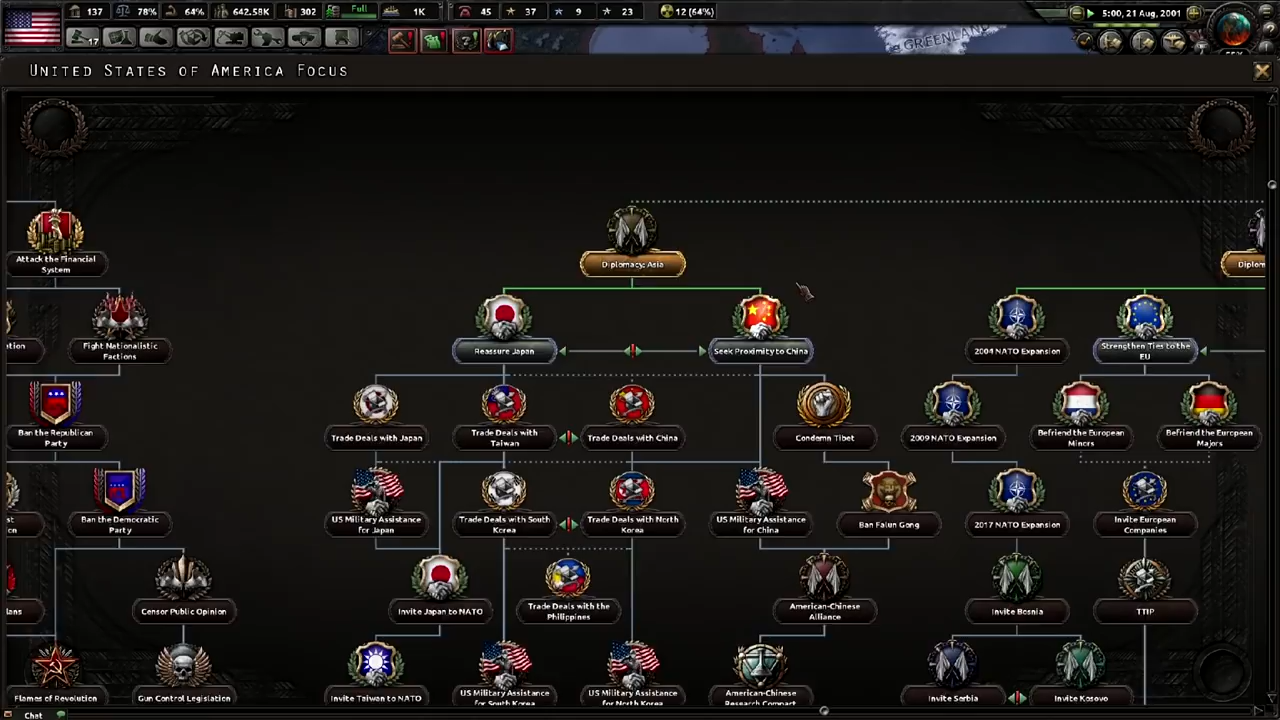 137
78%
64%
642.58K
302
Full
1K
45
37
9
23
12 (64%)
5:00, 21 Aug, 2001
17
GREENLAND
United States of America Focus
Diplomacy: Asia
Diplom
Attack the Financial
System
Reassure Japan
Seek Proximity to China
2004 NATO Expansion
Strengthen Ties to the
EU
Fight Nationalistic
Factions
Ban the Republican
Party
Trade Deals with Japan
Trade Deals with
Taiwan
Trade Deals with China
Condemn Tibet
2009 NATO Expansion
Befriend the European
Minors
Befriend the European
Majors
Ban the Democratic
Party
US Military Assistance
for Japan
Trade Deals with South
Korea
Trade Deals with North
Korea
US Military Assistance
for China
Ban Falun Gong
2017 NATO Expansion
Invite European
Companies
Censor Public Opinion
Invite Japan to NATO
Trade Deals with the
Philippines
American-Chinese
Alliance
Invite Bosnia
TTIP
Flames of Revolution
Gun Control Legislation
Invite Taiwan to NATO
US Military Assistance
for South Korea
US Military Assistance
for North Korea
American-Chinese
Research Compact
Invite Serbia
Invite Kosovo
Chat